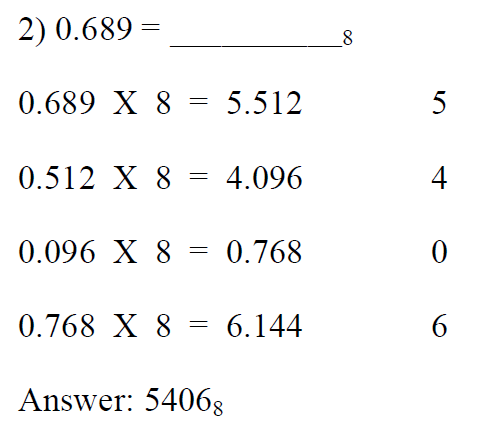 2) 0.689 = __________₈
0.689 X 8 = 5.512 5
0.512 X 8 = 4.096 4
0.096 X 8 = 0.768 0
0.768 X 8 = 6.144 6
Answer: 5406₈